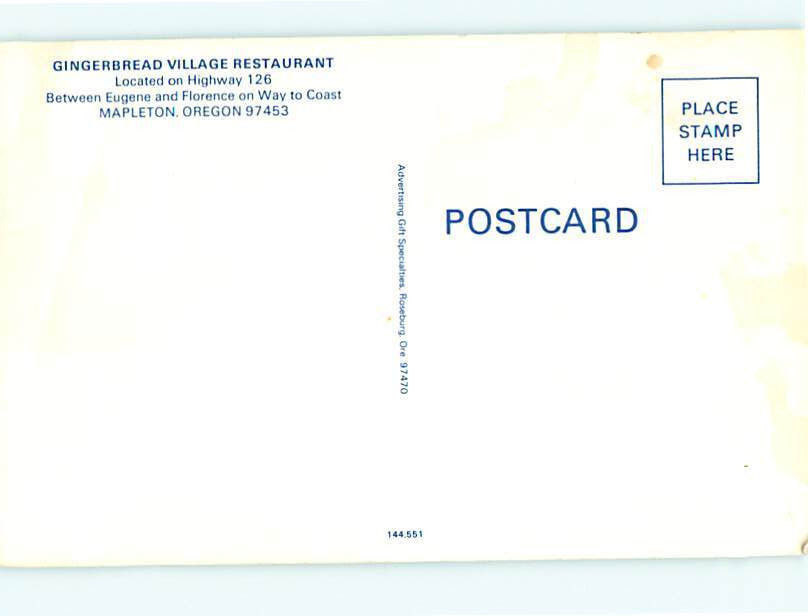 GINGERBREAD VILLAGE RESTAURANT
Located on Highway 126
Between Eugene and Florence on Way to Coast
MAPLETON, OREGON 97453
PLACE
STAMP
HERE
POSTCARD
Advertising Gift Specialties, Roseburg, Ore 97470
144,551